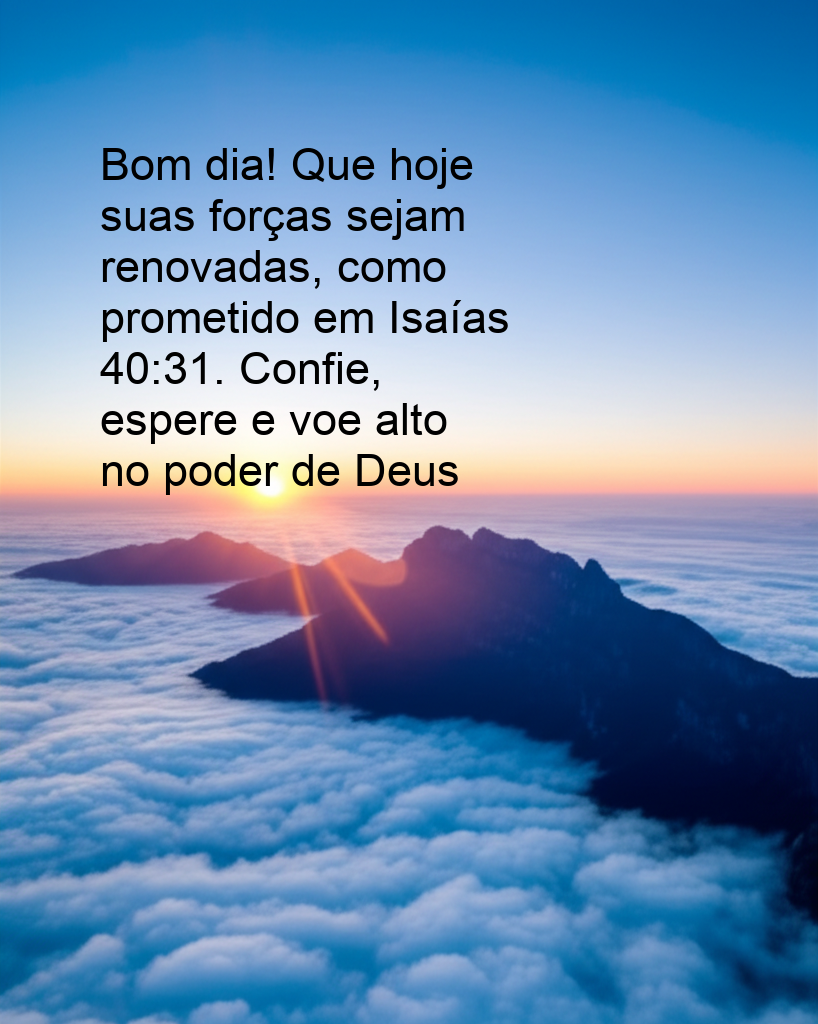 Bom dia! Que hoje
suas forças sejam
renovadas, como
prometido em Isaías
40:31. Confie,
espere e voe alto
no poder de Deus